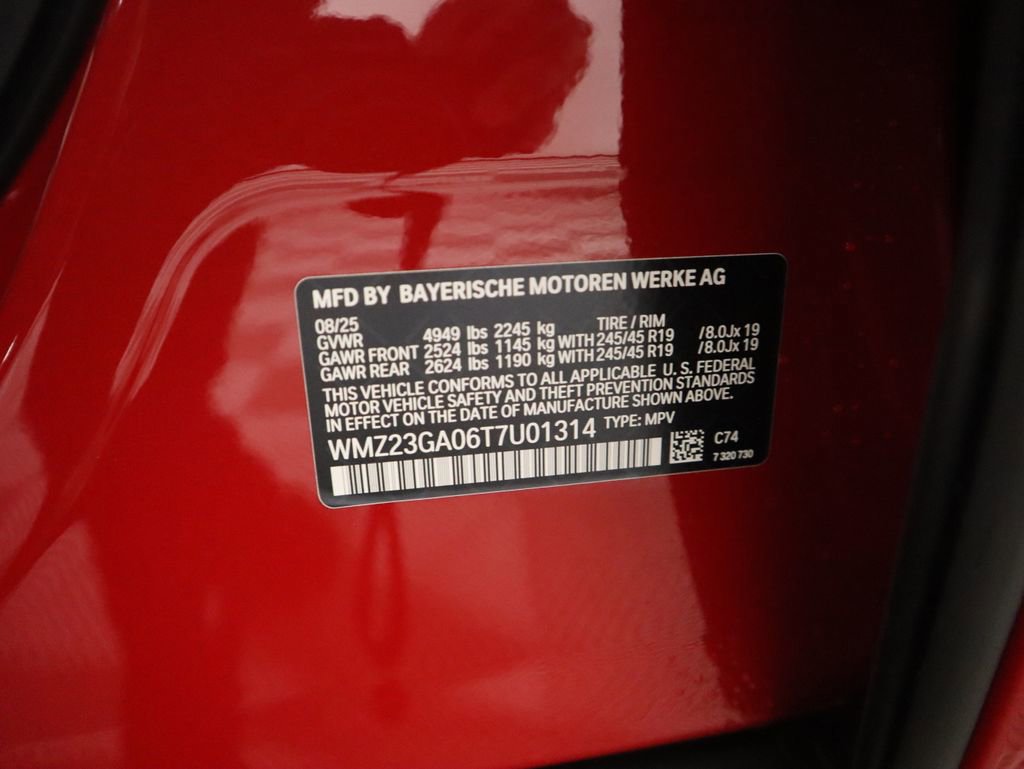 MFD BY BAYERISCHE MOTOREN WERKE AG
08/25 TIRE / RIM
GVWR 4949 lbs 2245 kg
GAWR FRONT 2524 lbs 1145 kg WITH 245/45 R19 /8.0Jx 19
GAWR REAR 2624 lbs 1190 kg WITH 245/45 R19 /8.0Jx 19
THIS VEHICLE CONFORMS TO ALL APPLICABLE U. S. FEDERAL
MOTOR VEHICLE SAFETY AND THEFT PREVENTION STANDARDS
IN EFFECT ON THE DATE OF MANUFACTURE SHOWN ABOVE.
WMZ23GA06T7U01314 TYPE: MPV
C74
7 320 730